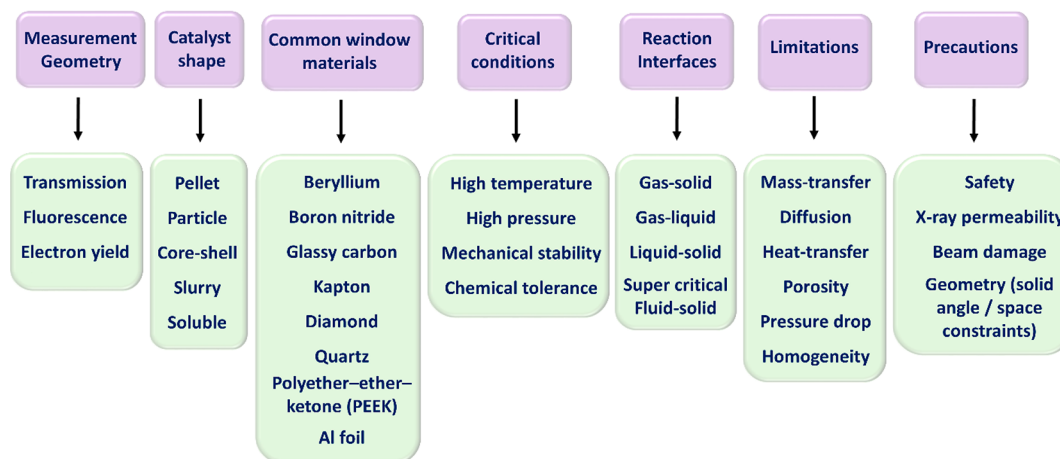 Measurement
Geometry
Catalyst
shape
Common window
materials
Critical
conditions
Reaction
Interfaces
Limitations
Precautions
Transmission
Fluorescence
Electron yield
Pellet
Particle
Core-shell
Slurry
Soluble
Beryllium
Boron nitride
Glassy carbon
Kapton
Diamond
Quartz
Polyether–ether–
ketone (PEEK)
Al foil
High temperature
High pressure
Mechanical stability
Chemical tolerance
Gas-solid
Gas-liquid
Liquid-solid
Super critical
Fluid-solid
Mass-transfer
Diffusion
Heat-transfer
Porosity
Pressure drop
Homogeneity
Safety
X-ray permeability
Beam damage
Geometry (solid
angle / space
constraints)